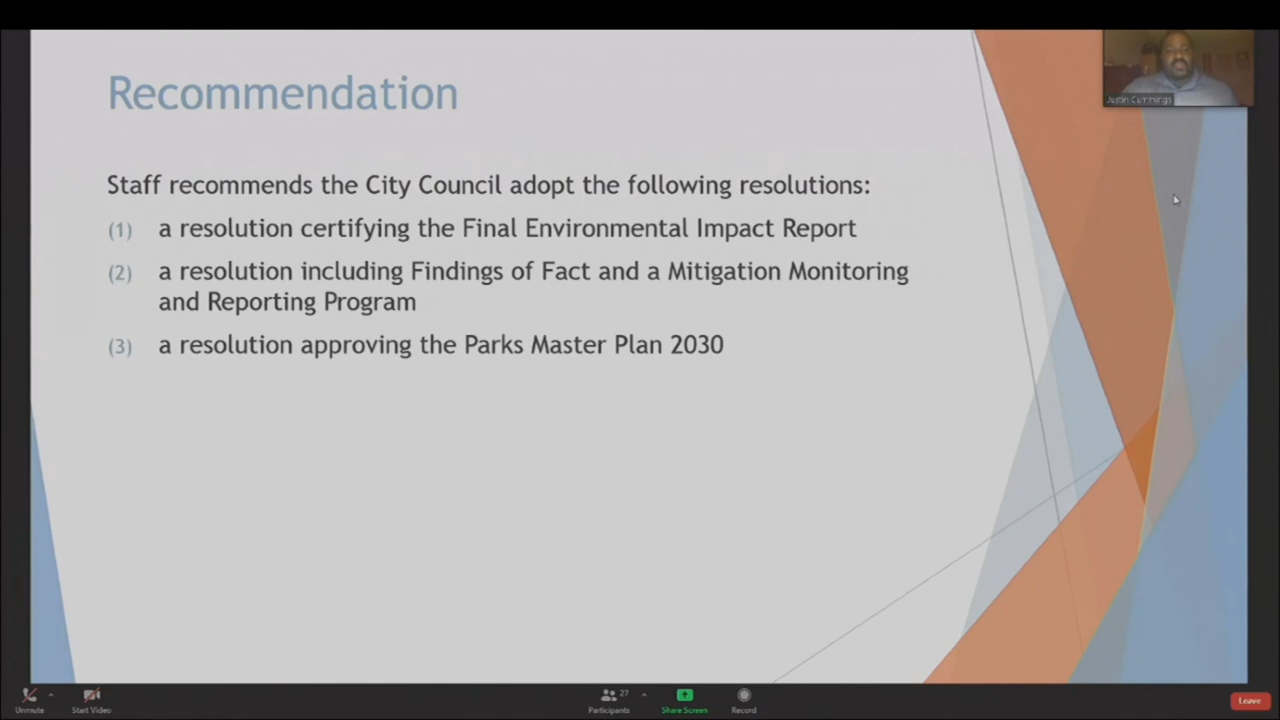 Recommendation
Justin Cummings
Staff recommends the City Council adopt the following resolutions:
(1) a resolution certifying the Final Environmental Impact Report
(2) a resolution including Findings of Fact and a Mitigation Monitoring
and Reporting Program
(3) a resolution approving the Parks Master Plan 2030
27
Unmute Start Video Participants Share Screen Record Leave